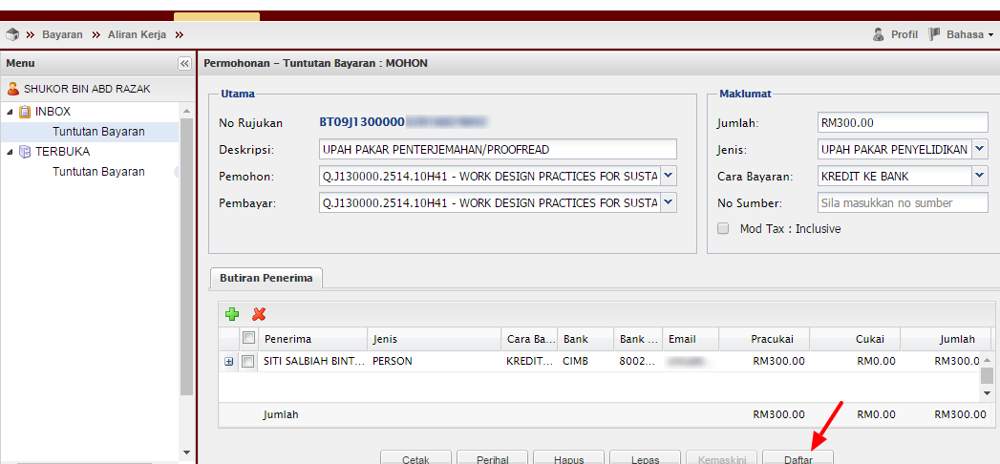 Bayaran » Aliran Kerja »
Profil Bahasa
Menu
SHUKOR BIN ABD RAZAK
INBOX
Tuntutan Bayaran
TERBUKA
Tuntutan Bayaran
Permohonan - Tuntutan Bayaran : MOHON
Utama
No Rujukan BT09J1300000
Deskripsi: UPAH PAKAR PENTERJEMAHAN/PROOFREAD
Pemohon: Q.J130000.2514.10H41 - WORK DESIGN PRACTICES FOR SUSTA
Pembayar: Q.J130000.2514.10H41 - WORK DESIGN PRACTICES FOR SUSTA
Maklumat
Jumlah: RM300.00
Jenis: UPAH PAKAR PENYELIDIKAN
Cara Bayaran: KREDIT KE BANK
No Sumber: Sila masukkan no sumber
Mod Tax : Inclusive
Butiran Penerima
Penerima Jenis Cara Ba... Bank Bank ... Email Pracukai Cukai Jumlah
SITI SALBIAH BINT... PERSON KREDIT... CIMB 8002... RM300.00 RM0.00 RM300.0
Jumlah RM300.00 RM0.00 RM300.00
Cetak Perihal Hapus Lepas Kemaskini Daftar